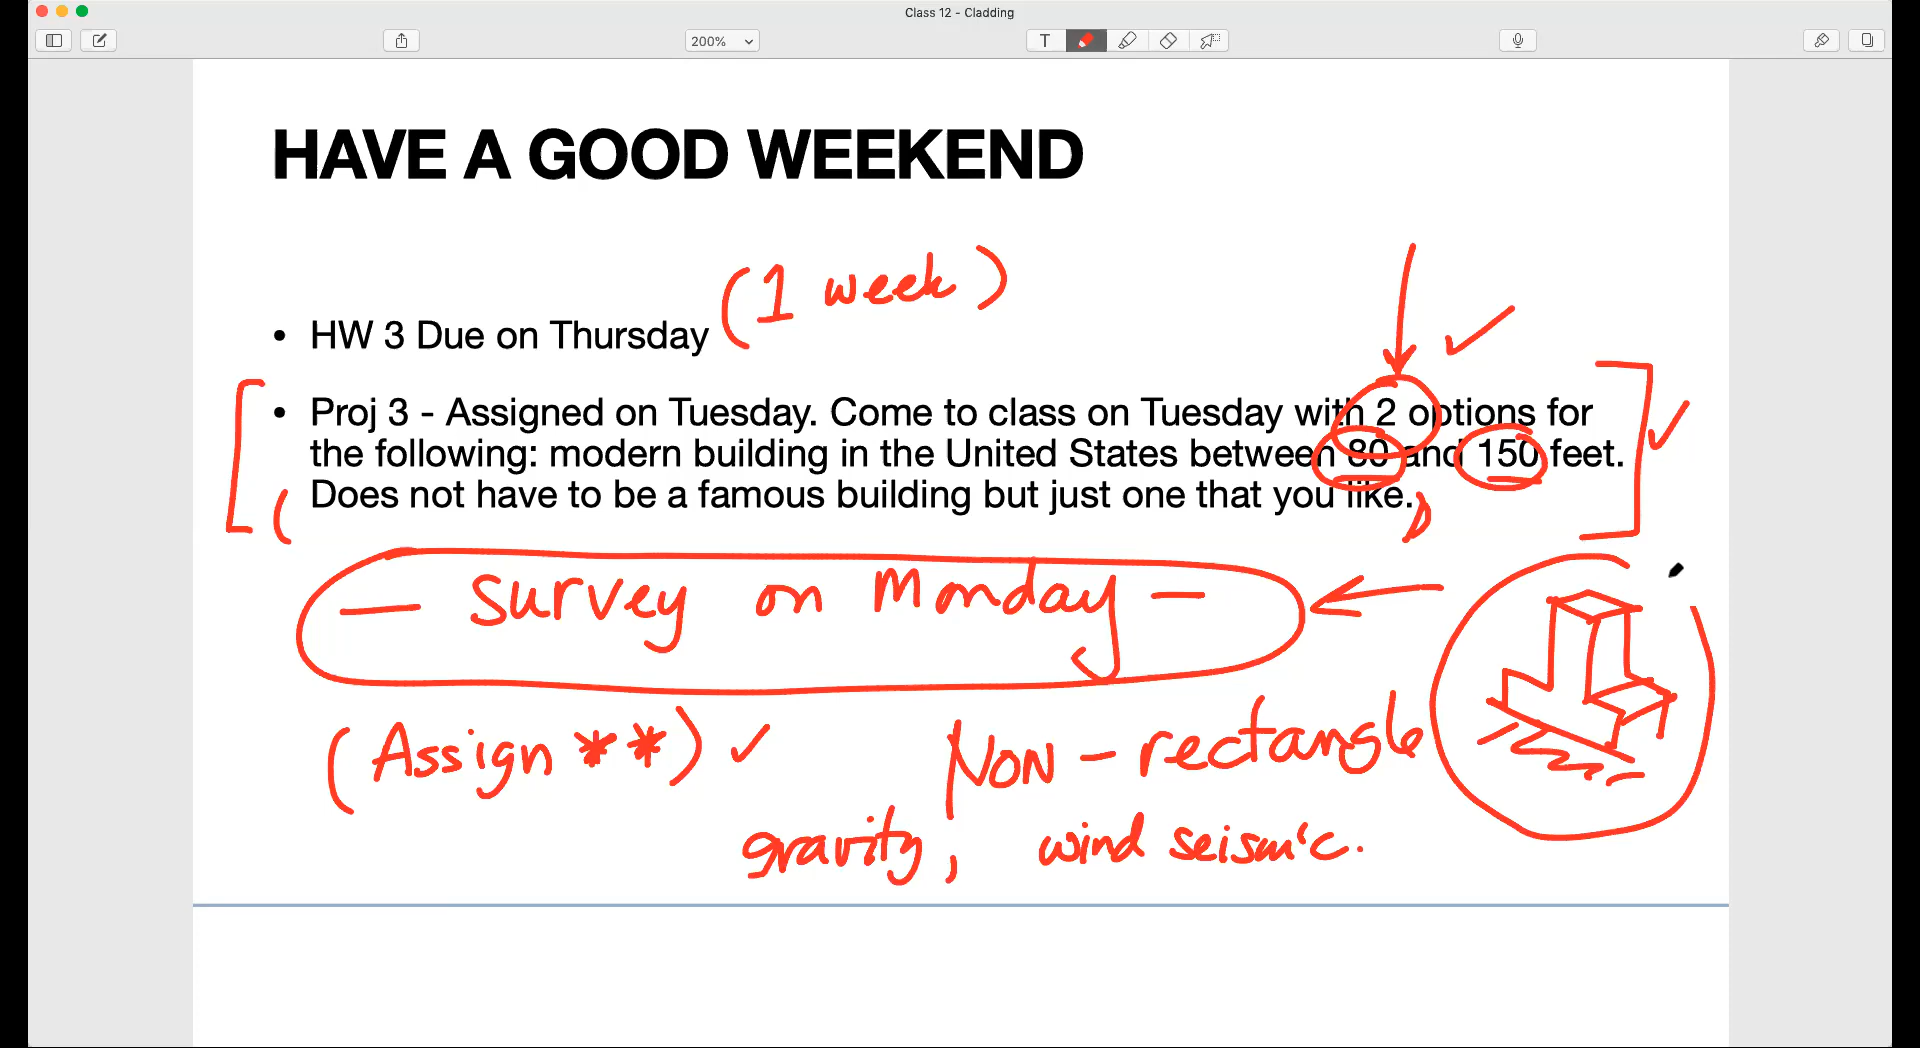 Class 12 - Cladding
200%
T
HAVE A GOOD WEEKEND
(1 week)
• HW 3 Due on Thursday
• Proj 3 - Assigned on Tuesday. Come to class on Tuesday with 2 options for
the following: modern building in the United States between 80 and 150 feet.
Does not have to be a famous building but just one that you like.
— Survey on Monday —
(Assign **) ✓
Non - rectangle
gravity, wind seismic.